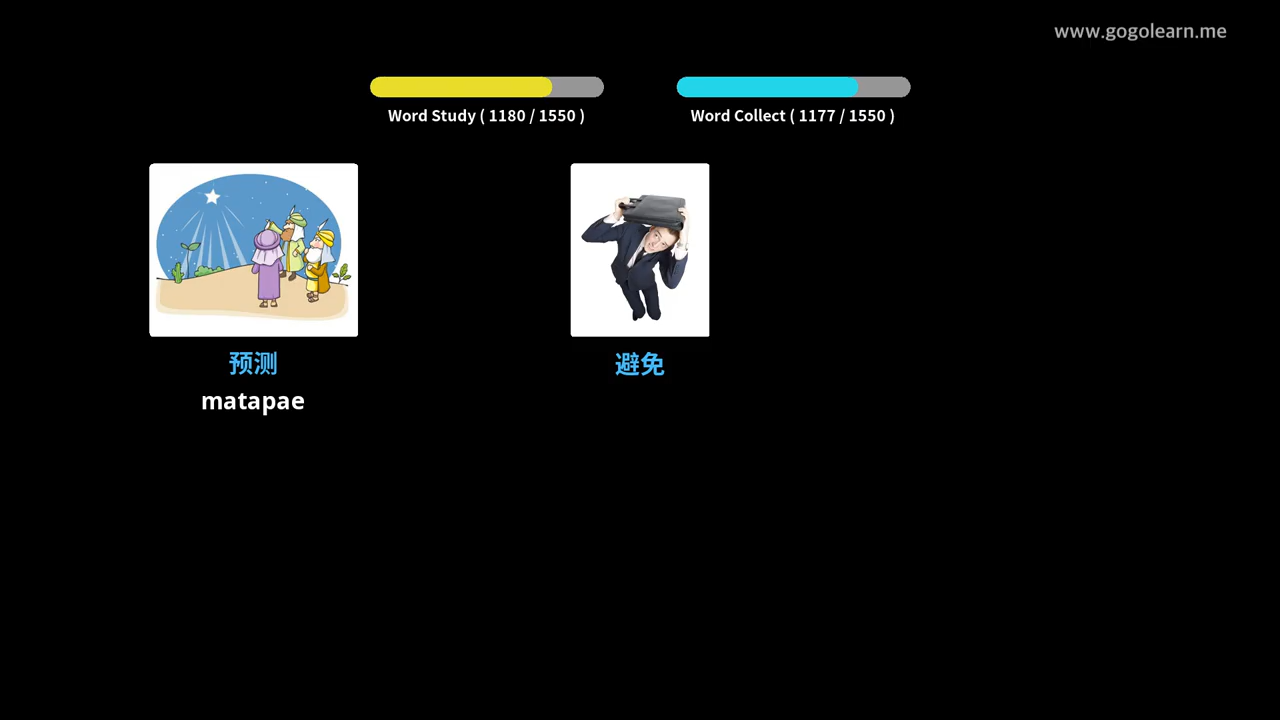 www.gogolearn.me
Word Study ( 1180 / 1550 )
Word Collect ( 1177 / 1550 )
预测
避免
matapae